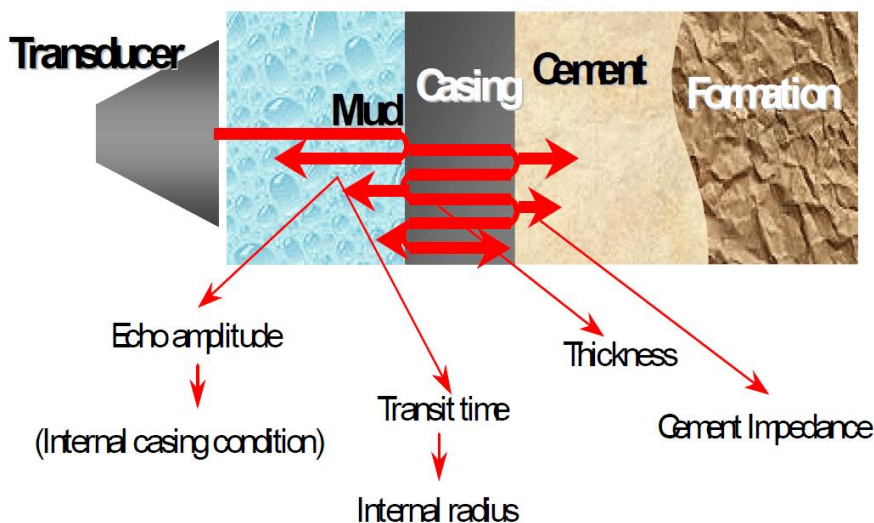 Transducer
Mud
Casing
Cement
Formation
Echo amplitude
(Internal casing condition)
Transit time
Internal radius
Thickness
Cement Impedance